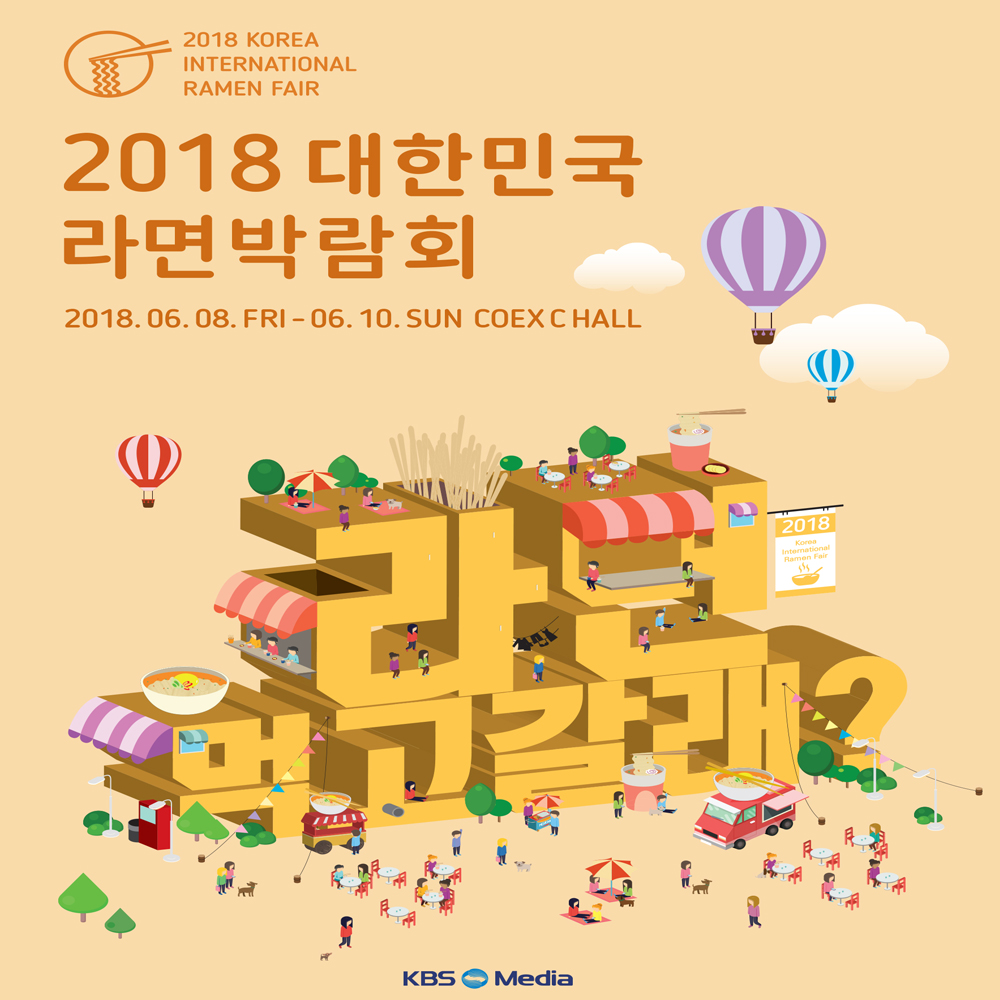 2018 KOREA
INTERNATIONAL
RAMEN FAIR
2018 대한민국
라면박람회
2018. 06. 08. FRI - 06. 10. SUN COEX C HALL
라면
2018
Korea
International
Ramen Fair
먹고갈래?
KBS Media